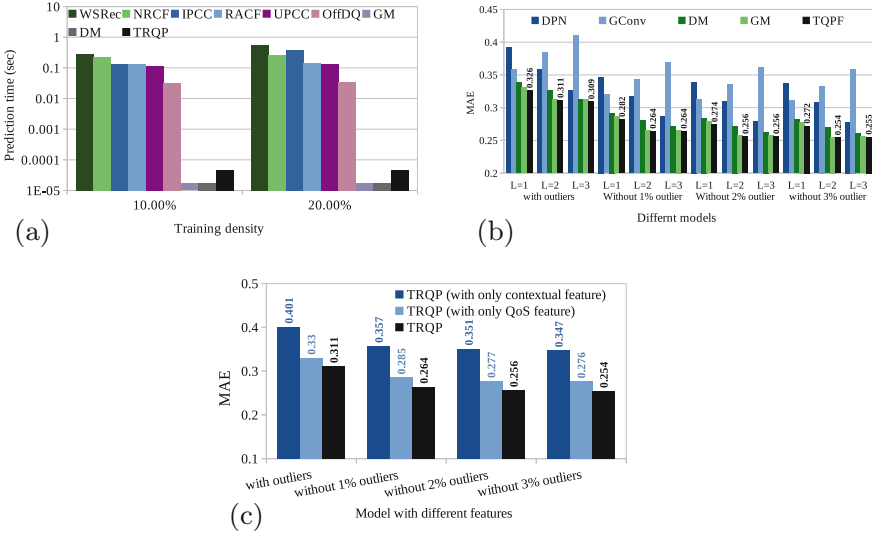 WSRec NRCF IPCC RACF UPCC OffDQ GM
DM TRQP
Prediction time (sec)
10
1
0.1
0.01
0.001
0.0001
1E-05
10.00% 20.00%
Training density
(a)
DPN GConv DM GM TQPF
MAE
0.45
0.4
0.35
0.3
0.25
0.2
0.326 0.311 0.309 0.282 0.264 0.264 0.274 0.256 0.256 0.272 0.254 0.255
L=1 L=2 L=3 L=1 L=2 L=3 L=1 L=2 L=3 L=1 L=2 L=3
with outliers Without 1% outlier Without 2% outlier without 3% outlier
Differnt models
(b)
TRQP (with only contextual feature)
TRQP (with only QoS feature)
TRQP
MAE
0.5
0.4
0.3
0.2
0.1
0.401 0.33 0.311 0.357 0.285 0.264 0.351 0.277 0.256 0.347 0.276 0.254
with outliers without 1% outliers without 2% outliers without 3% outliers
Model with different features
(c)